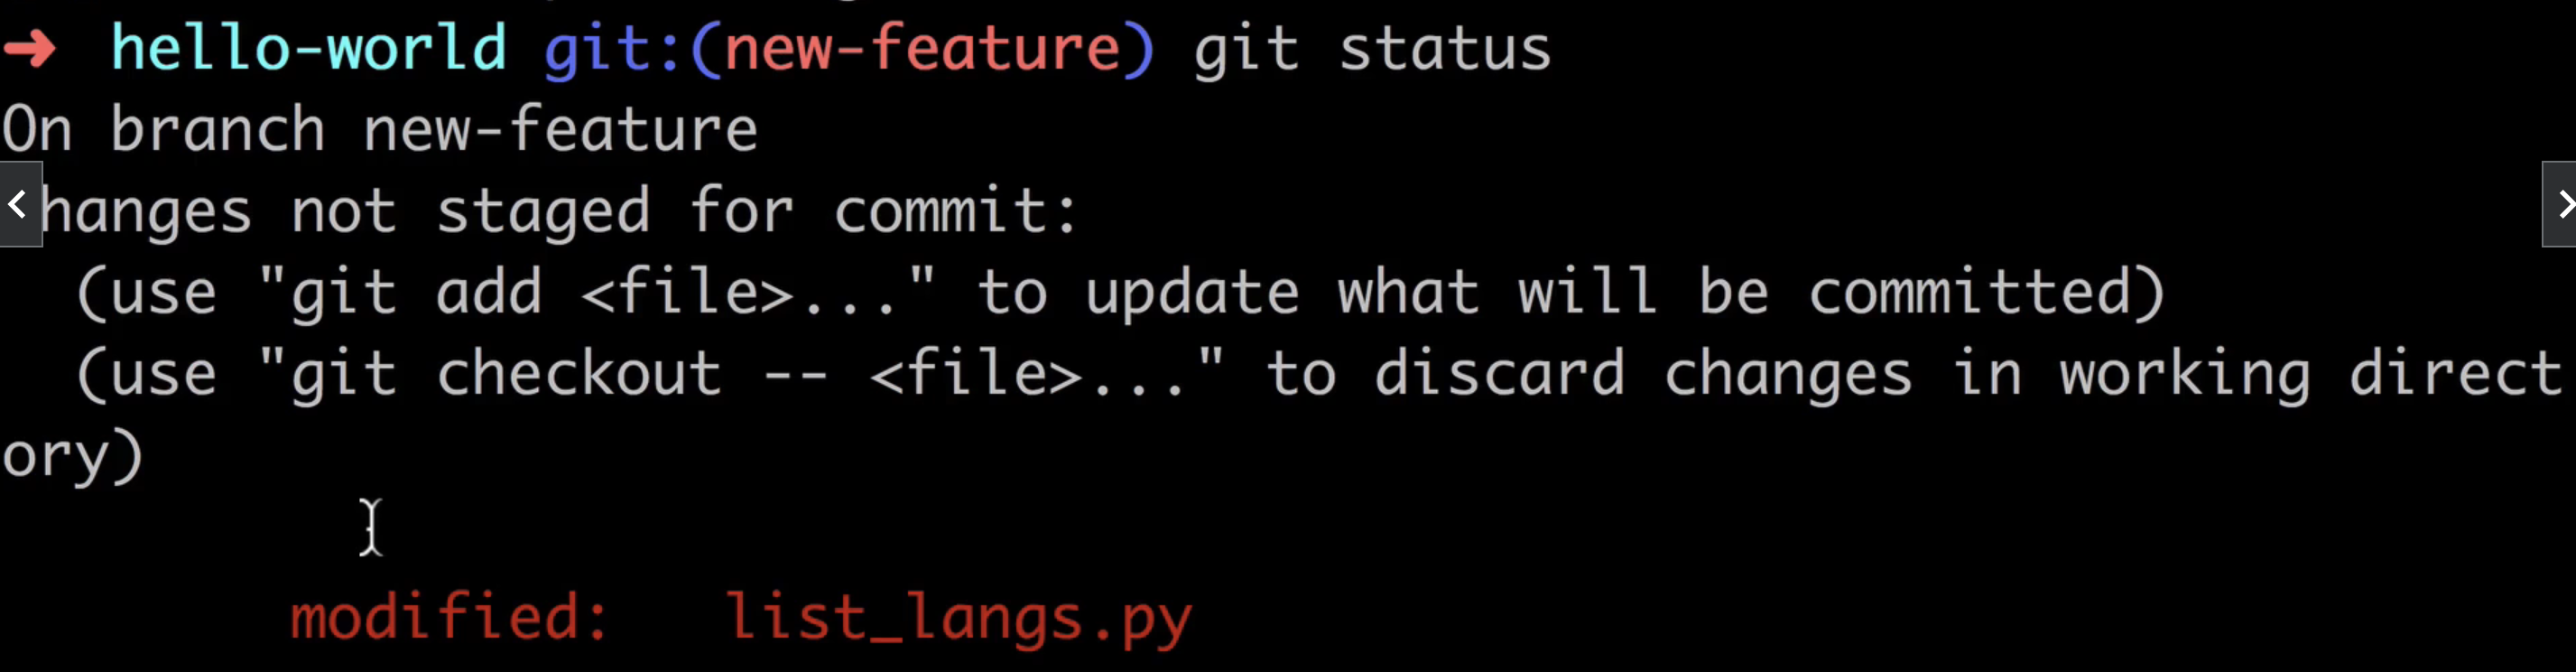 ➜ hello-world git:(new-feature) git status
On branch new-feature
hanges not staged for commit:
(use "git add <file>..." to update what will be committed)
(use "git checkout -- <file>..." to discard changes in working direct
ory)
modified: list_langs.py